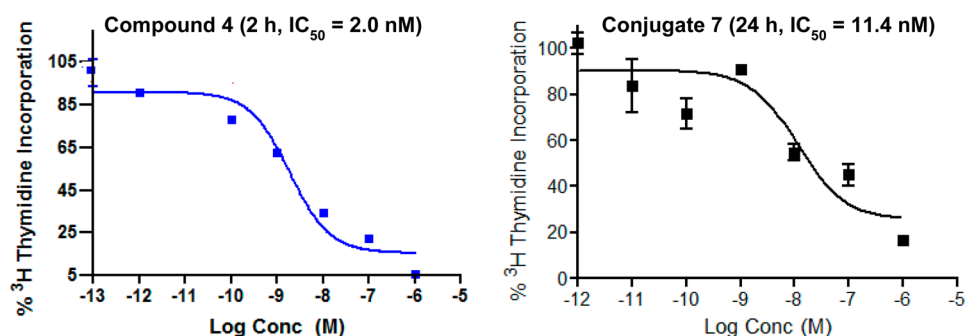 Compound 4 (2 h, IC50 = 2.0 nM)
% 3H Thymidine Incorporation
105
85
65
45
25
5
-13 -12 -11 -10 -9 -8 -7 -6 -5
Log Conc (M)
Conjugate 7 (24 h, IC50 = 11.4 nM)
% 3H Thymidine Incorporation
100
80
60
40
20
0
-12 -11 -10 -9 -8 -7 -6 -5
Log Conc (M)